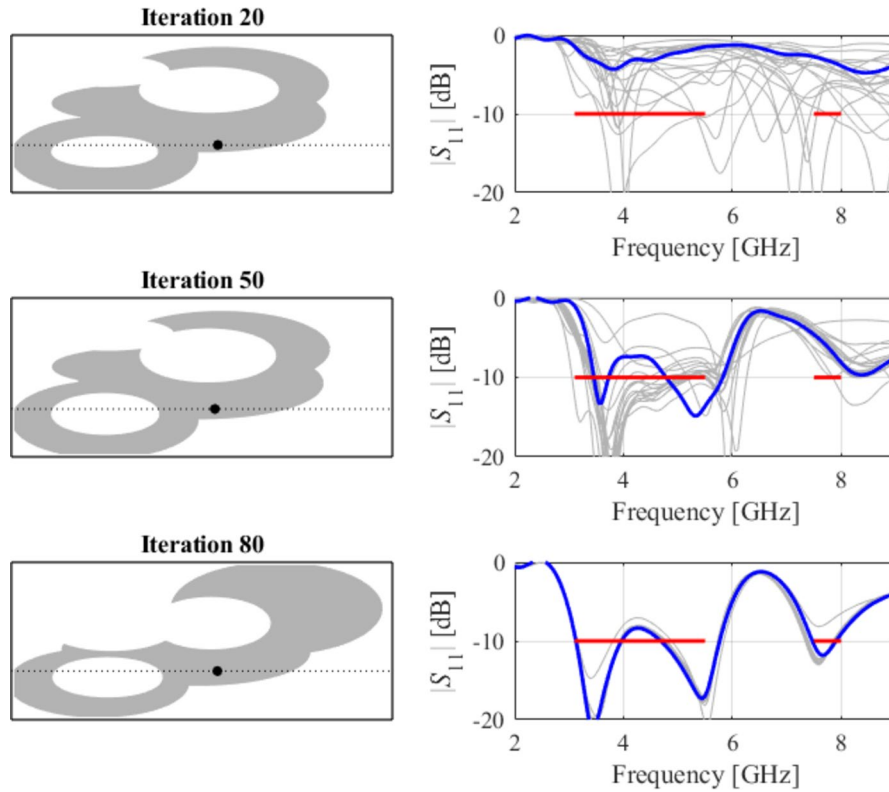 Iteration 20
0
-10
-20
|S11| [dB]
2 4 6 8
Frequency [GHz]
Iteration 50
0
-10
-20
|S11| [dB]
2 4 6 8
Frequency [GHz]
Iteration 80
0
-10
-20
|S11| [dB]
2 4 6 8
Frequency [GHz]